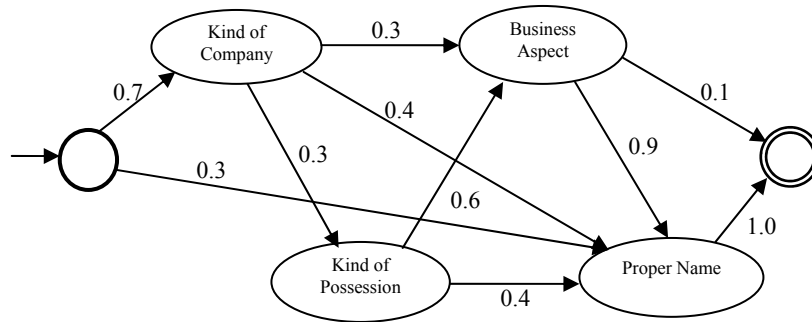 Kind of
Company
0.3
Business
Aspect
0.7
0.4
0.1
0.3
0.3
0.9
0.6
1.0
Kind of
Possession
0.4
Proper Name